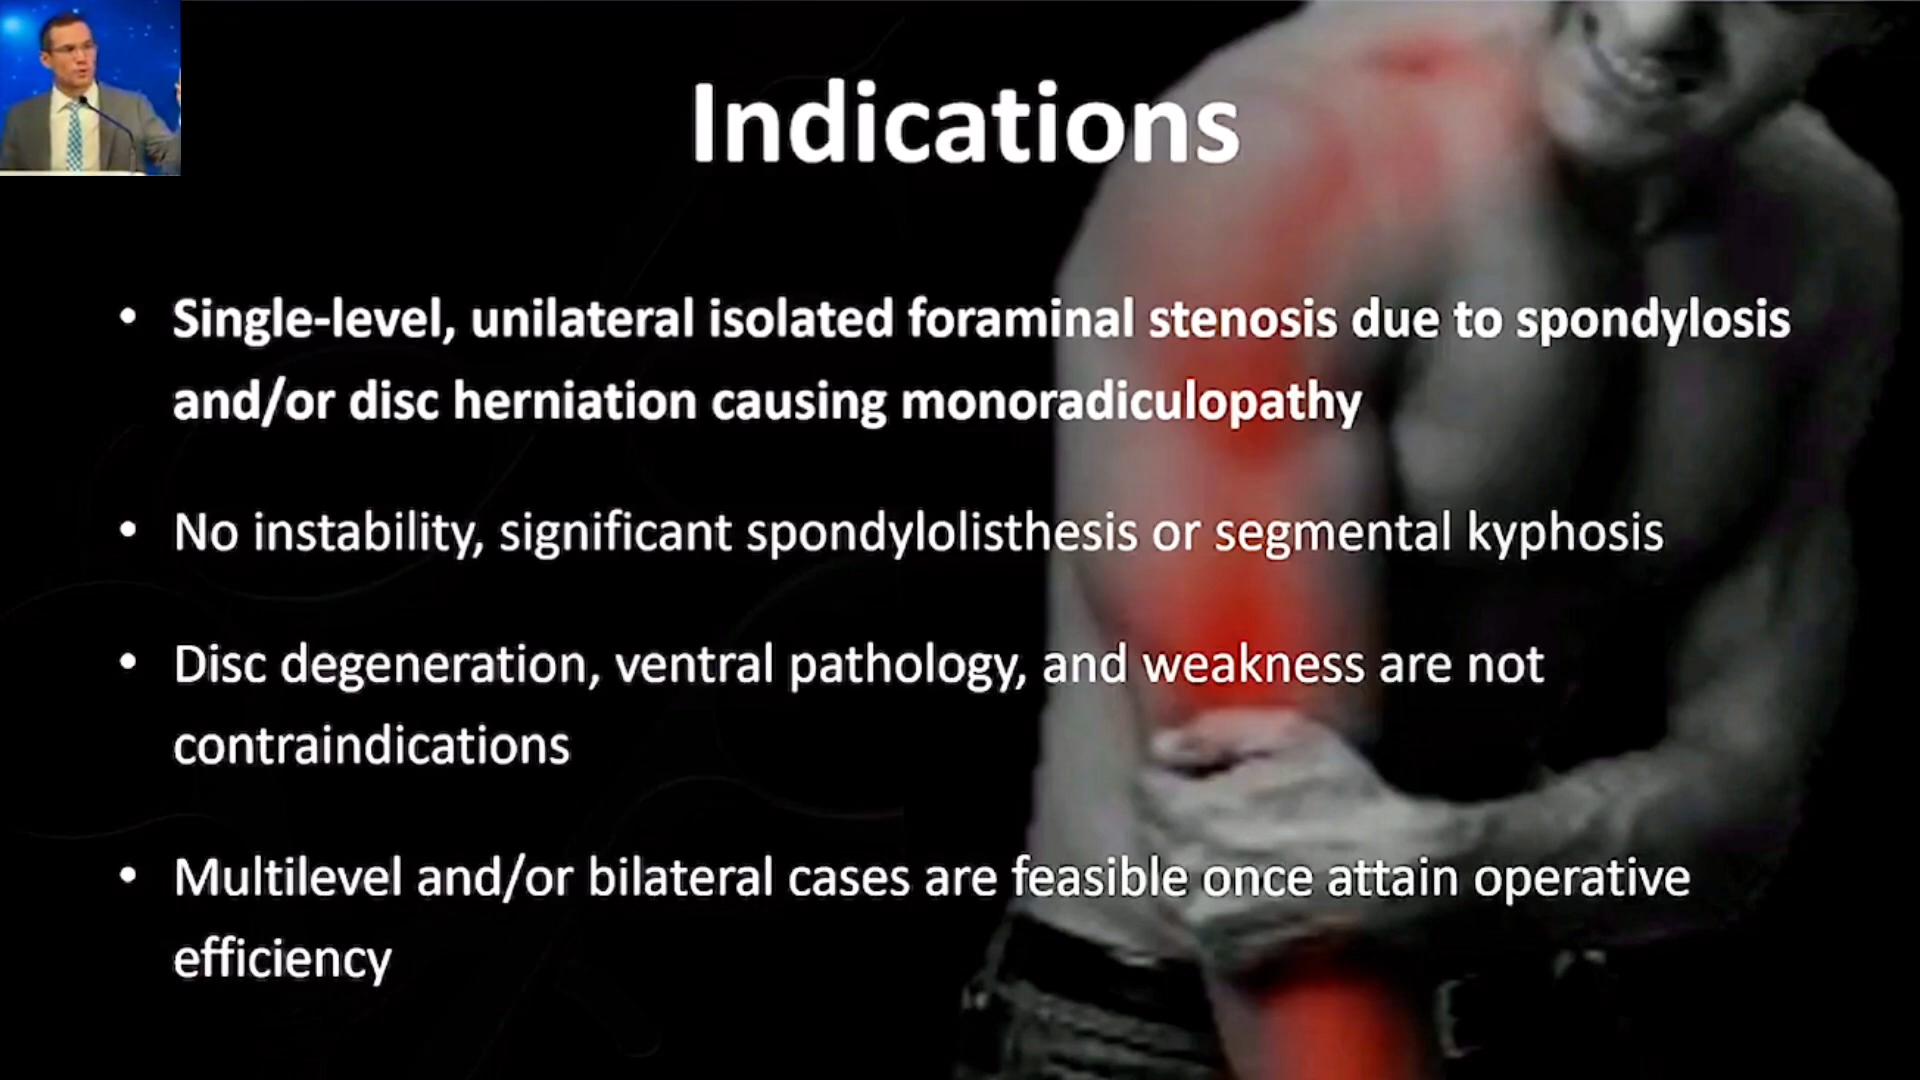 Indications
• Single-level, unilateral isolated foraminal stenosis due to spondylosis
and/or disc herniation causing monoradiculopathy
• No instability, significant spondylolisthesis or segmental kyphosis
• Disc degeneration, ventral pathology, and weakness are not
contraindications
• Multilevel and/or bilateral cases are feasible once attain operative
efficiency